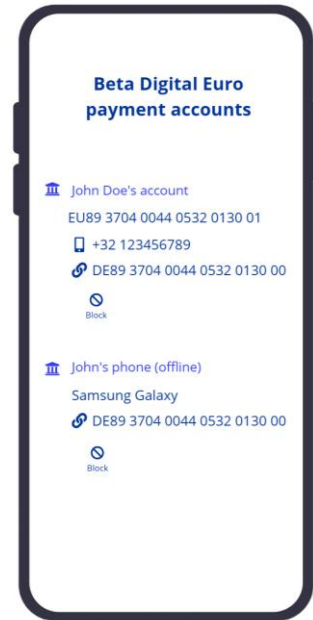 Beta Digital Euro
payment accounts
John Doe's account
EU89 3704 0044 0532 0130 01
+32 123456789
DE89 3704 0044 0532 0130 00
Block
John's phone (offline)
Samsung Galaxy
DE89 3704 0044 0532 0130 00
Block